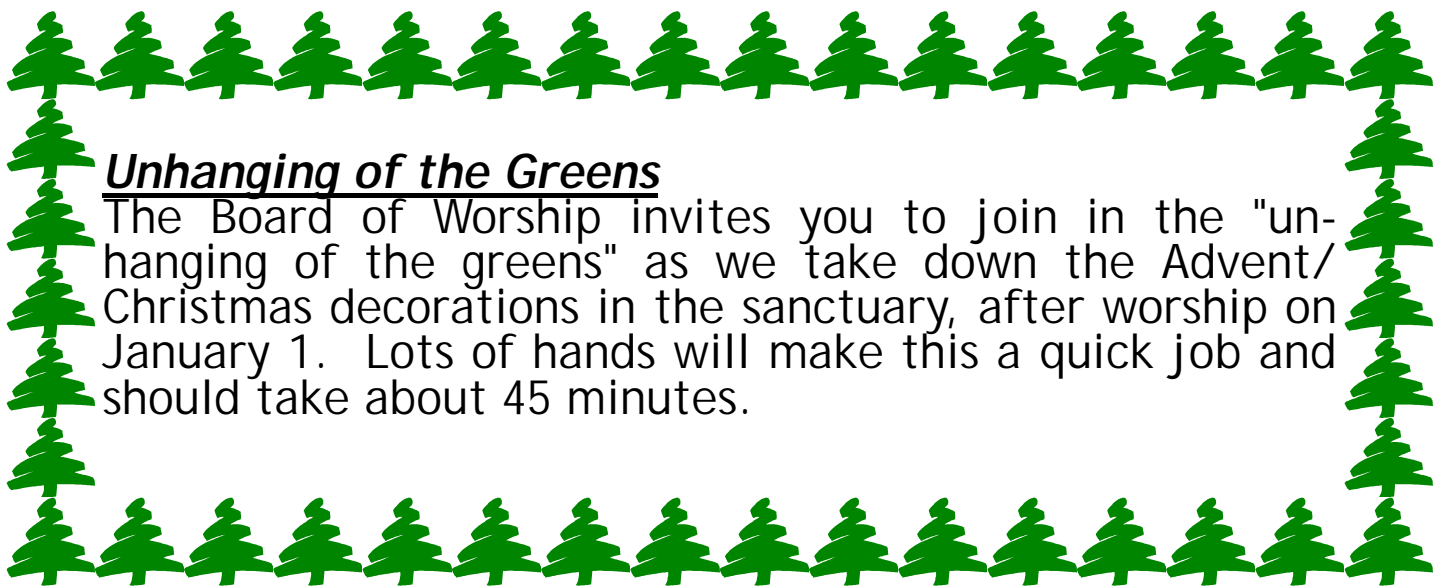 Unhanging of the Greens
The Board of Worship invites you to join in the "un-
hanging of the greens" as we take down the Advent/
Christmas decorations in the sanctuary, after worship on
January 1.  Lots of hands will make this a quick job and
should take about 45 minutes.